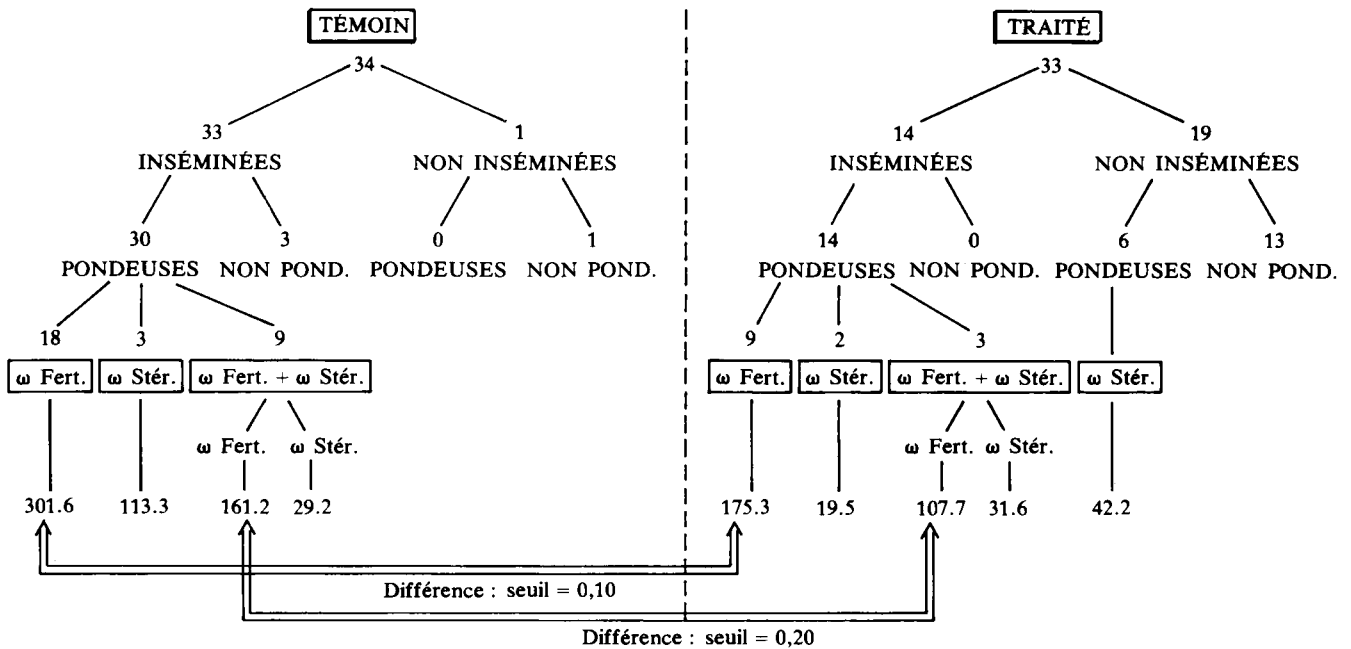 TÉMOIN TRAITÉ
34 33
33 1 14 19
INSÉMINÉES NON INSÉMINÉES INSÉMINÉES NON INSÉMINÉES
30 3 0 1 14 0 6 13
PONDEUSES NON POND. PONDEUSES NON POND. PONDEUSES NON POND. PONDEUSES NON POND.
18 3 9 9 2 3
ω Fert. ω Stér. ω Fert. + ω Stér. ω Fert. ω Stér. ω Fert. + ω Stér. ω Stér.
ω Fert. ω Stér. ω Fert. ω Stér.
301.6 113.3 161.2 29.2 175.3 19.5 107.7 31.6 42.2
Différence : seuil = 0,10
Différence : seuil = 0,20